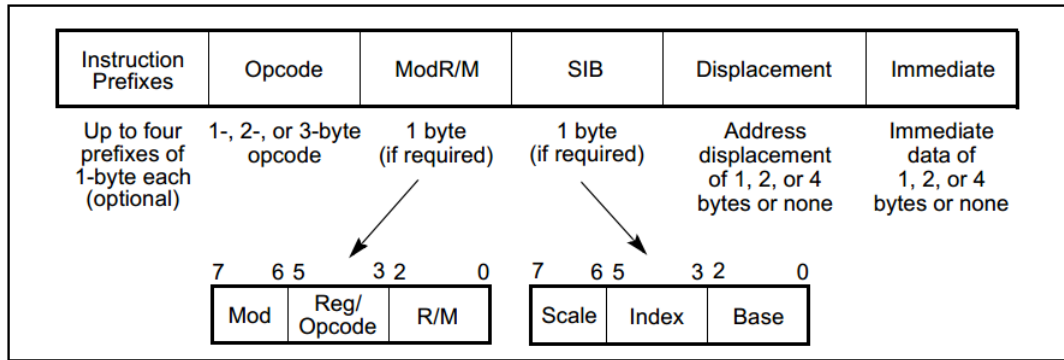 Instruction
Prefixes
Opcode
ModR/M
SIB
Displacement
Immediate
Up to four
prefixes of
1-byte each
(optional)
1-, 2-, or 3-byte
opcode
1 byte
(if required)
1 byte
(if required)
Address
displacement
of 1, 2, or 4
bytes or none
Immediate
data of
1, 2, or 4
bytes or none
7 6 5 3 2 0
Mod
Reg/
Opcode
R/M
7 6 5 3 2 0
Scale
Index
Base